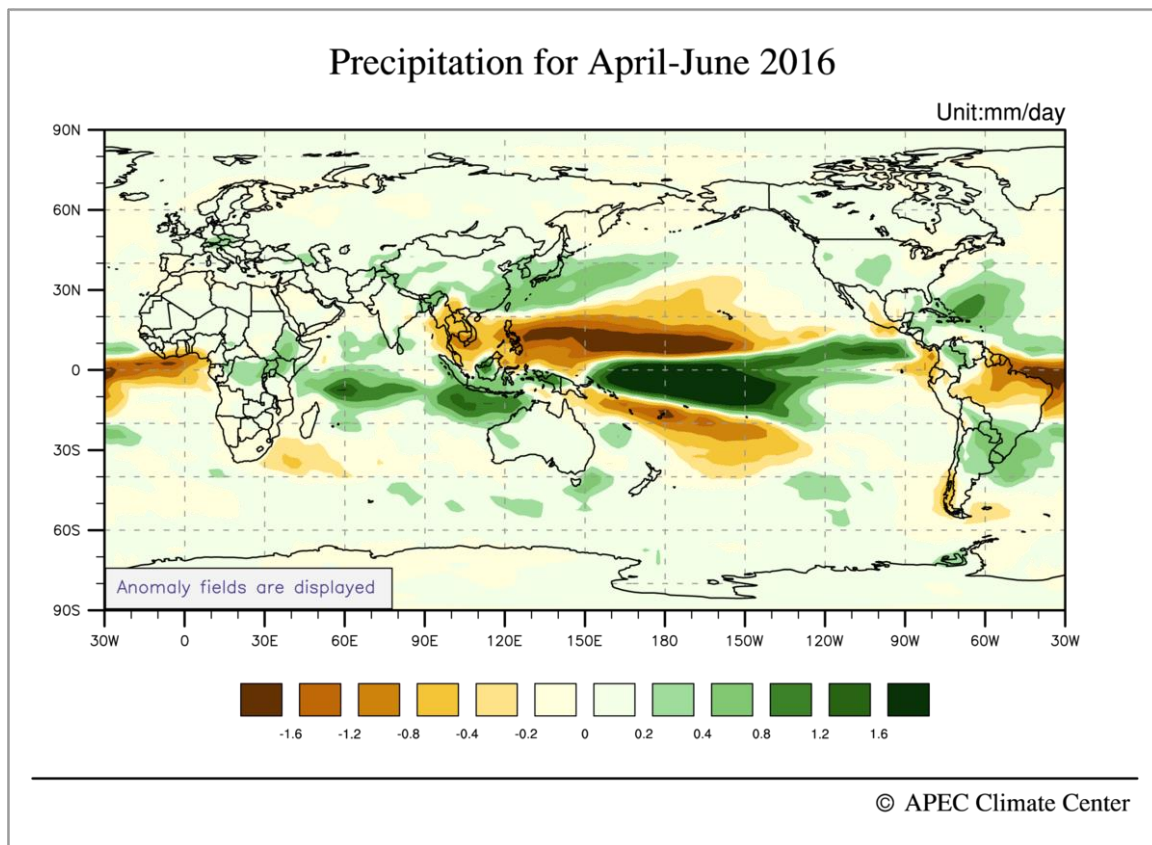 Precipitation for April-June 2016
Unit:mm/day
90N
60N
30N
0
30S
60S
90S
Anomaly fields are displayed
30W 0 30E 60E 90E 120E 150E 180 150W 120W 90W 60W 30W
-1.6 -1.2 -0.8 -0.4 -0.2 0 0.2 0.4 0.8 1.2 1.6
© APEC Climate Center